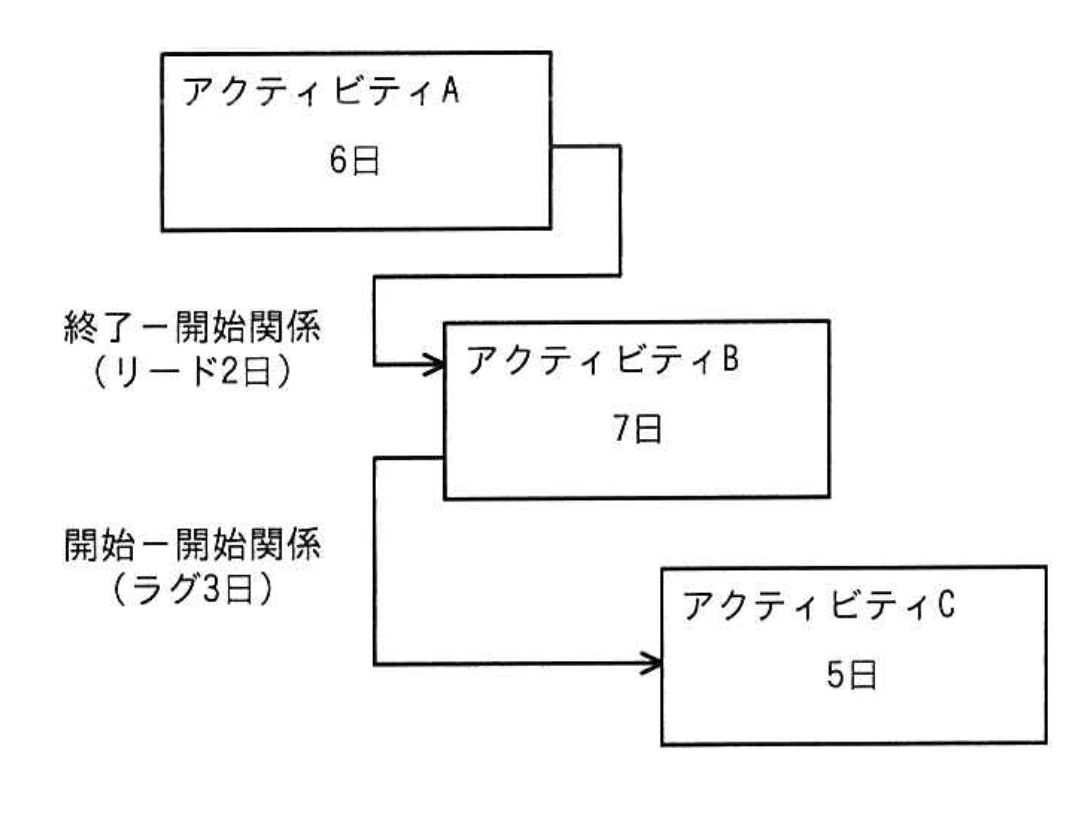 アクティビティA
6日
終了－開始関係
（リード2日）
アクティビティB
7日
開始－開始関係
（ラグ3日）
アクティビティC
5日